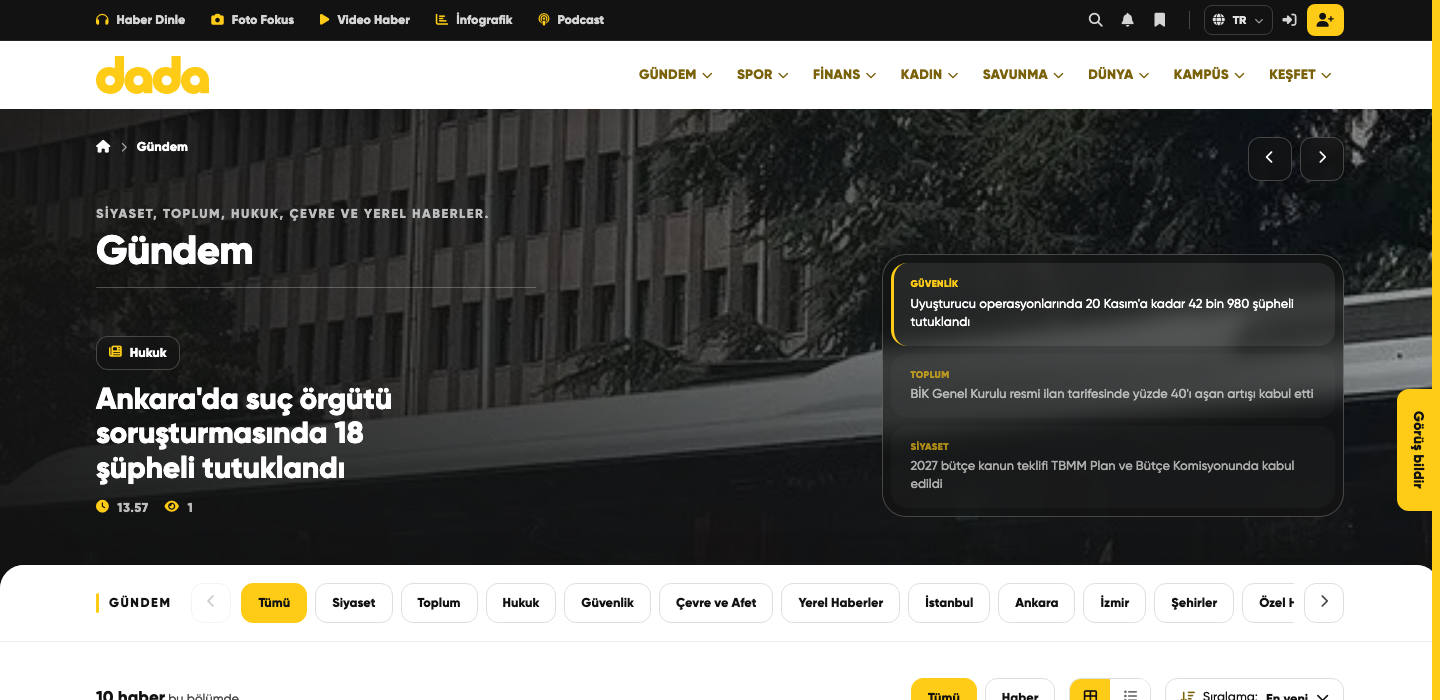 Haber Dinle Foto Fokus Video Haber İnfografik Podcast TR
dada GÜNDEM SPOR FİNANS KADIN SAVUNMA DÜNYA KAMPÜS KEŞFET
Gündem
SİYASET, TOPLUM, HUKUK, ÇEVRE VE YEREL HABERLER.
Gündem
Hukuk
Ankara'da suç örgütü
soruşturmasında 18
şüpheli tutuklandı
13.57 1
GÜVENLİK
Uyuşturucu operasyonlarında 20 Kasım'a kadar 42 bin 980 şüpheli
tutuklandı
TOPLUM
BİK Genel Kurulu resmi ilan tarifesinde yüzde 40'ı aşan artışı kabul etti
SİYASET
2027 bütçe kanun teklifi TBMM Plan ve Bütçe Komisyonunda kabul
edildi
Görüş bildir
GÜNDEM Tümü Siyaset Toplum Hukuk Güvenlik Çevre ve Afet Yerel Haberler İstanbul Ankara İzmir Şehirler Özel
10 haber bu bölümde Tümü Haber Sıralama: En yeni